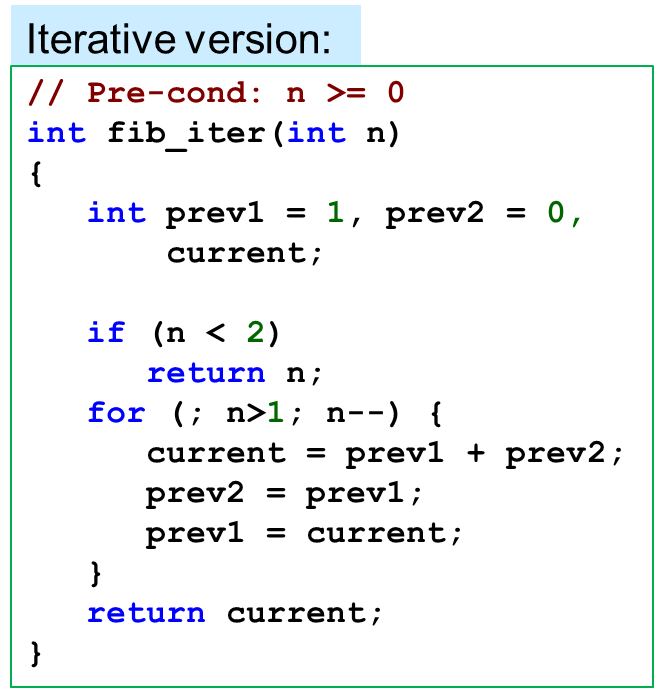 Iterative version:
// Pre-cond: n >= 0
int fib_iter(int n)
{
   int prev1 = 1, prev2 = 0,
       current;
   if (n < 2)
      return n;
   for (; n>1; n--) {
      current = prev1 + prev2;
      prev2 = prev1;
      prev1 = current;
   }
   return current;
}